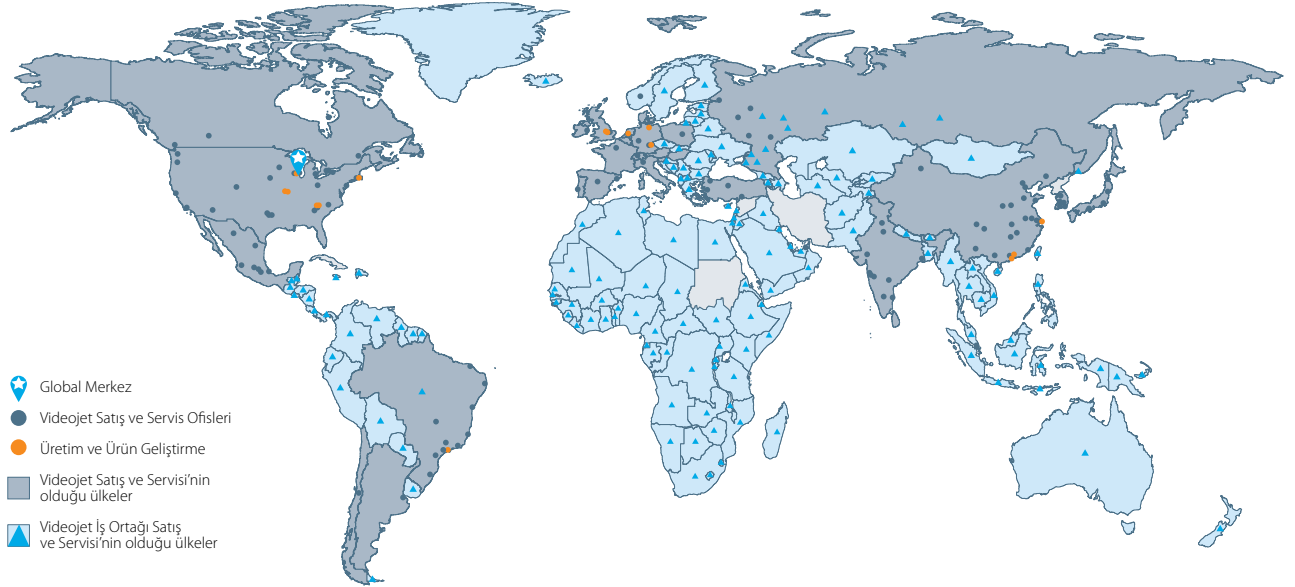 Global Merkez
Videojet Satış ve Servis Ofisleri
Üretim ve Ürün Geliştirme
Videojet Satış ve Servisi'nin
olduğu ülkeler
Videojet İş Ortağı Satış
ve Servisi'nin olduğu ülkeler